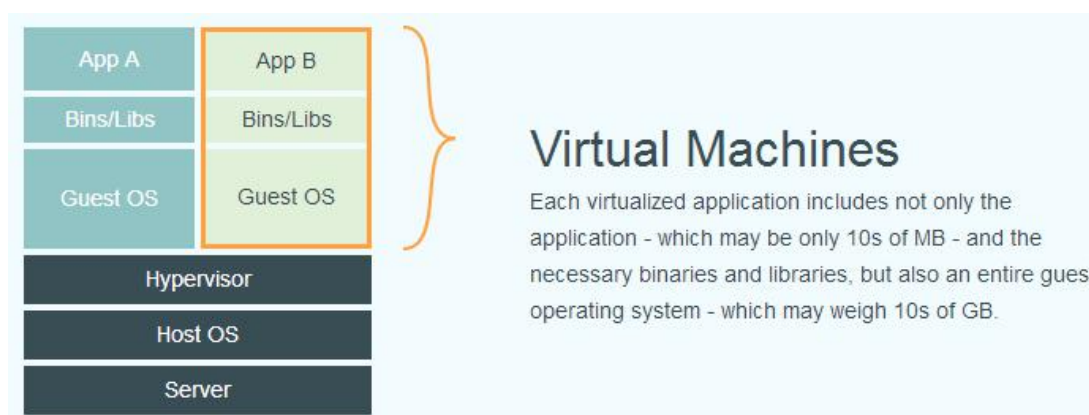 App A App B
Bins/Libs Bins/Libs
Guest OS Guest OS
Hypervisor
Host OS
Server
Virtual Machines
Each virtualized application includes not only the
application - which may be only 10s of MB - and the
necessary binaries and libraries, but also an entire gues
operating system - which may weigh 10s of GB.